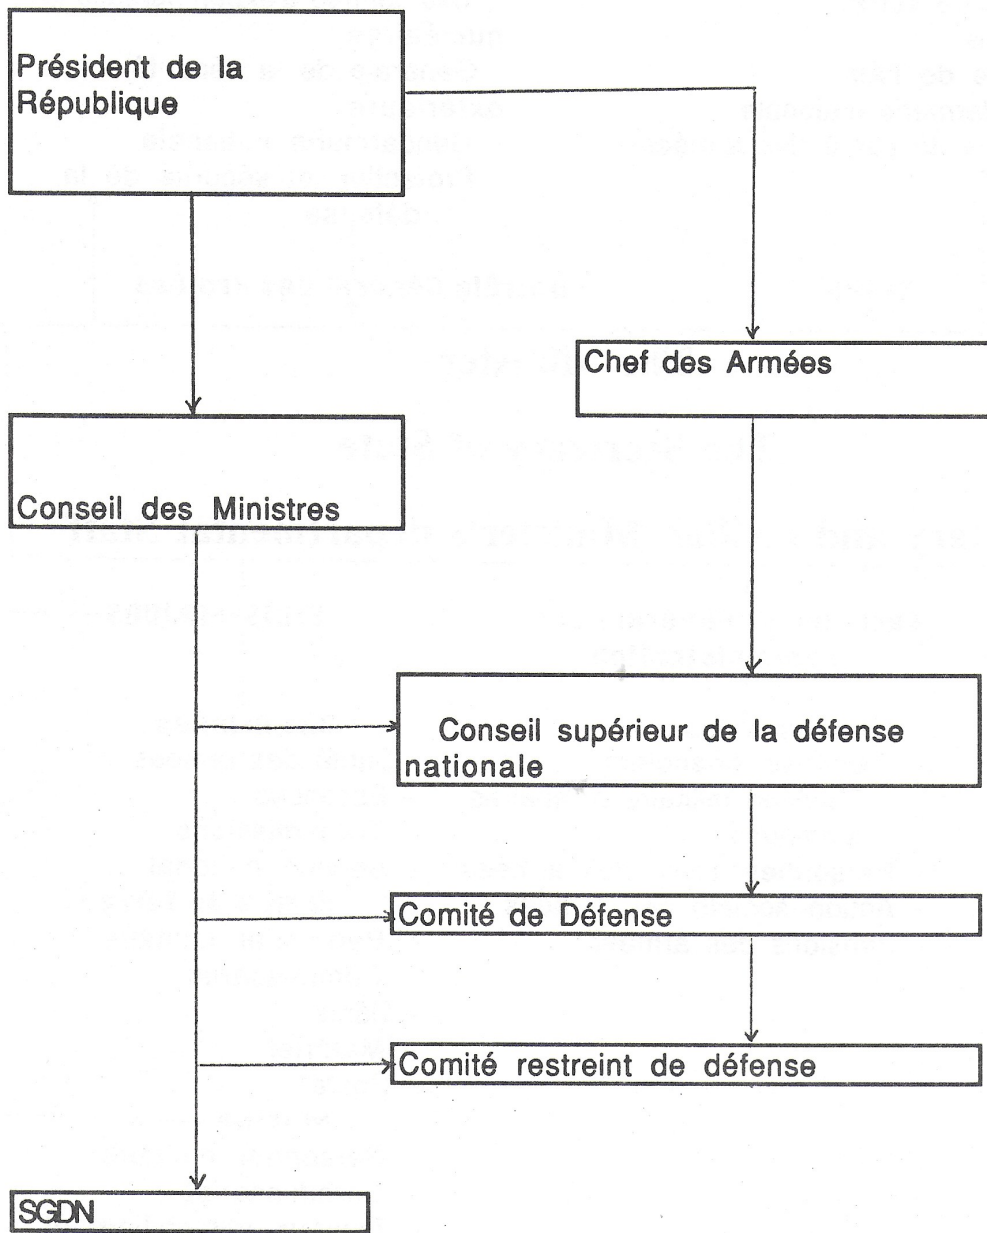 Président de la
République
Chef des Armées
Conseil des Ministres
Conseil supérieur de la défense
nationale
Comité de Défense
Comité restreint de défense
SGDN